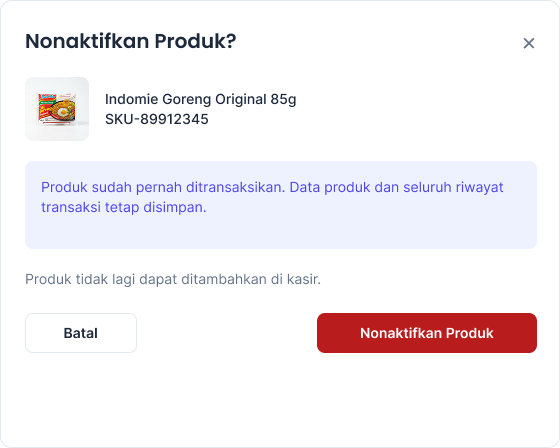 Nonaktifkan Produk?
Indomie Goreng Original 85g
SKU-89912345
Produk sudah pernah ditransaksikan. Data produk dan seluruh riwayat
transaksi tetap disimpan.
Produk tidak lagi dapat ditambahkan di kasir.
Batal
Nonaktifkan Produk